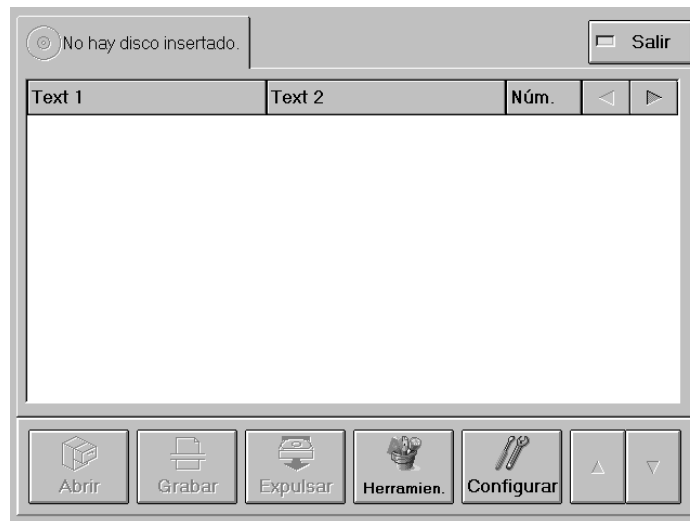 No hay disco insertado.
Salir
Text 1 Text 2 Núm.
Abrir Grabar Expulsar Herramien. Configurar